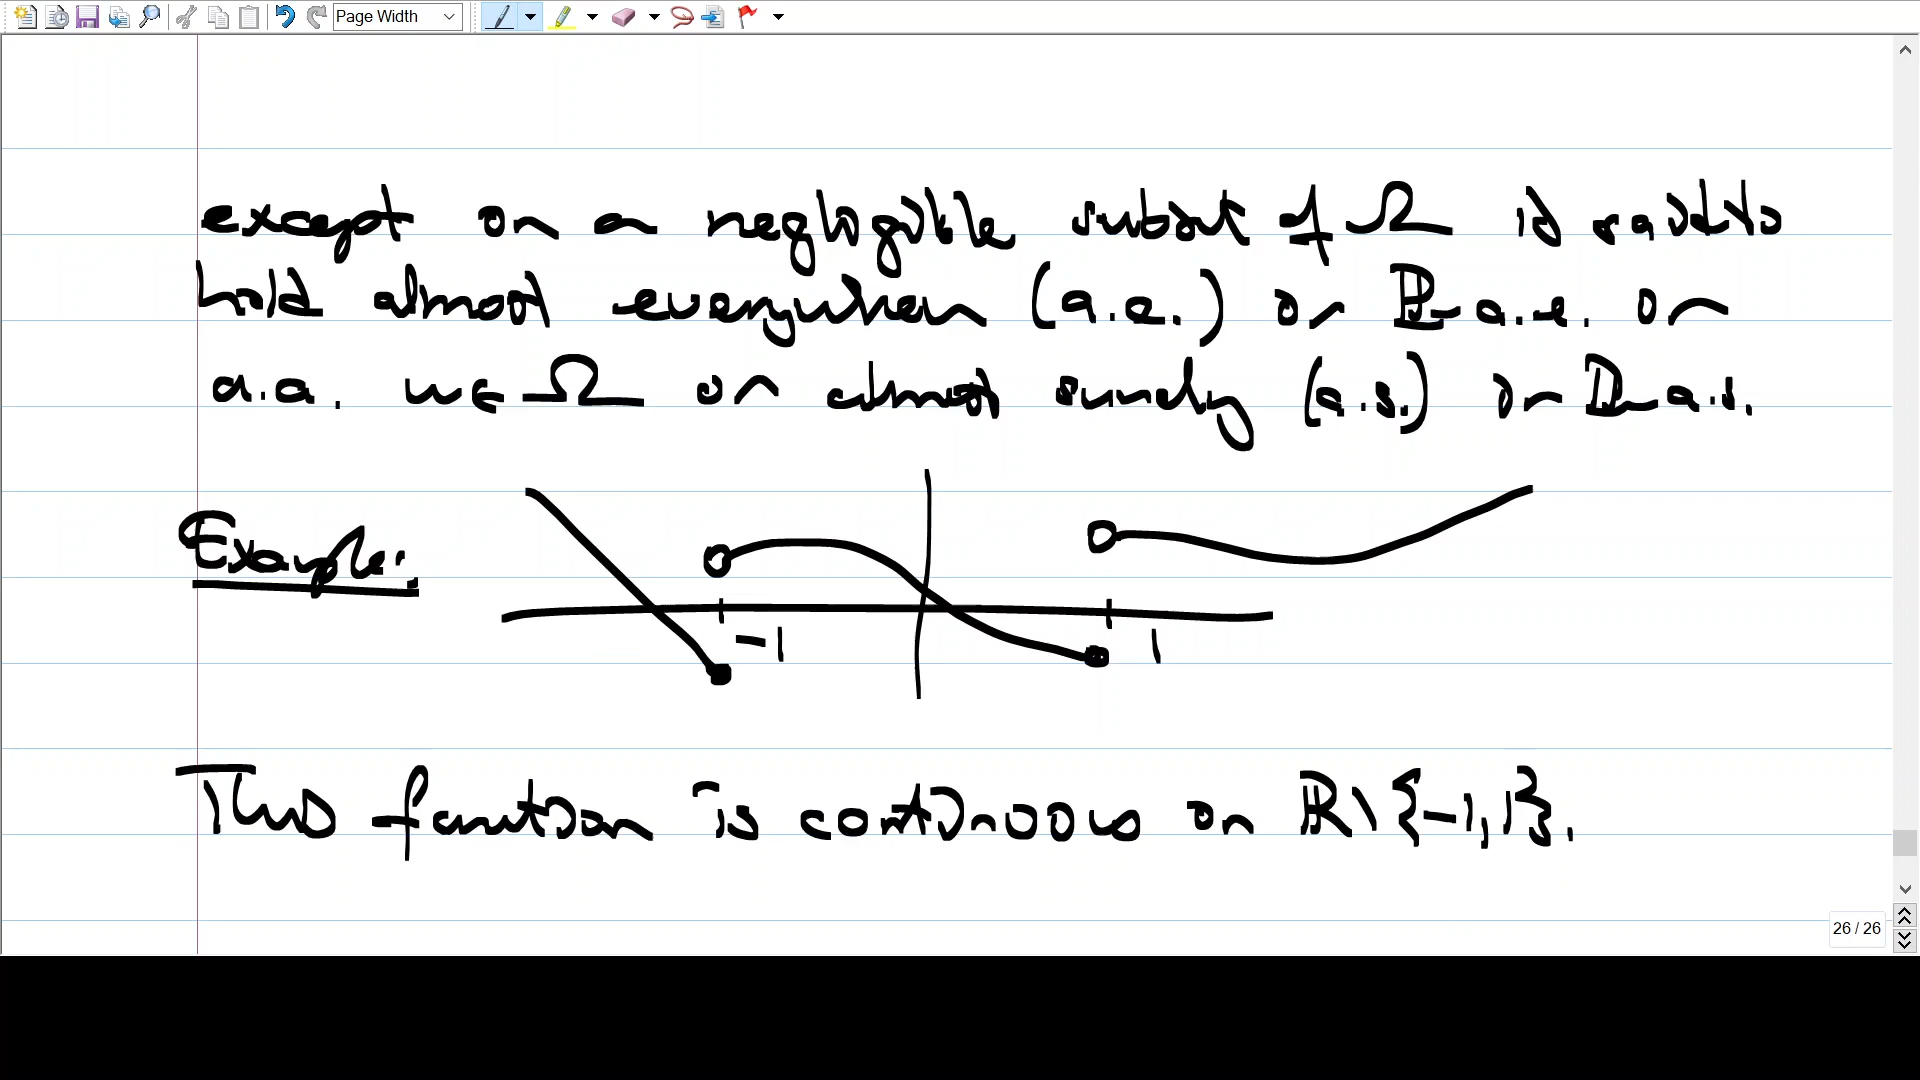 Page Width
except on a negligible subset of Ω is said to
hold almost everywhere (a.e.) or ℙ-a.e. or
a.a. ω∈Ω or almost surely (a.s.) or ℙ-a.s.
Example:
-1 1
This function is continuous on ℝ\{-1,1}.
26 / 26